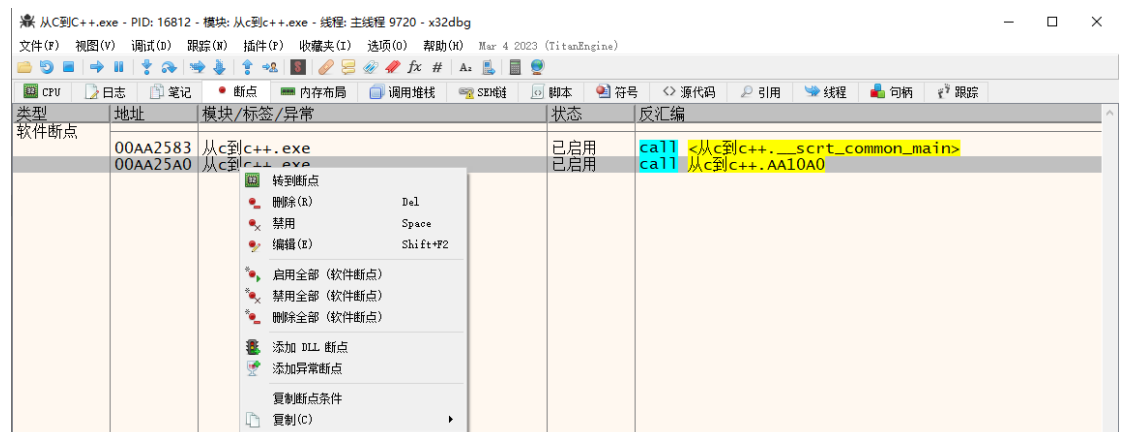 从C到C++.exe - PID: 16812 - 模块: 从c到c++.exe - 线程: 主线程 9720 - x32dbg
文件(F) 视图(V) 调试(D) 跟踪(N) 插件(P) 收藏夹(I) 选项(O) 帮助(H) Mar 4 2023 (TitanEngine)
CPU 日志 笔记 断点 内存布局 调用堆栈 SEH链 脚本 符号 源代码 引用 线程 句柄 跟踪
类型 地址 模块/标签/异常 状态 反汇编
软件断点
00AA2583 从c到c++.exe 已启用 call <从c到c++.__scrt_common_main>
00AA25A0 从c到c++.exe 已启用 call 从c到c++.AA10A0
转到断点
删除(R) Del
禁用 Space
编辑(E) Shift+F2
启用全部 (软件断点)
禁用全部 (软件断点)
删除全部 (软件断点)
添加 DLL 断点
添加异常断点
复制断点条件
复制(C)